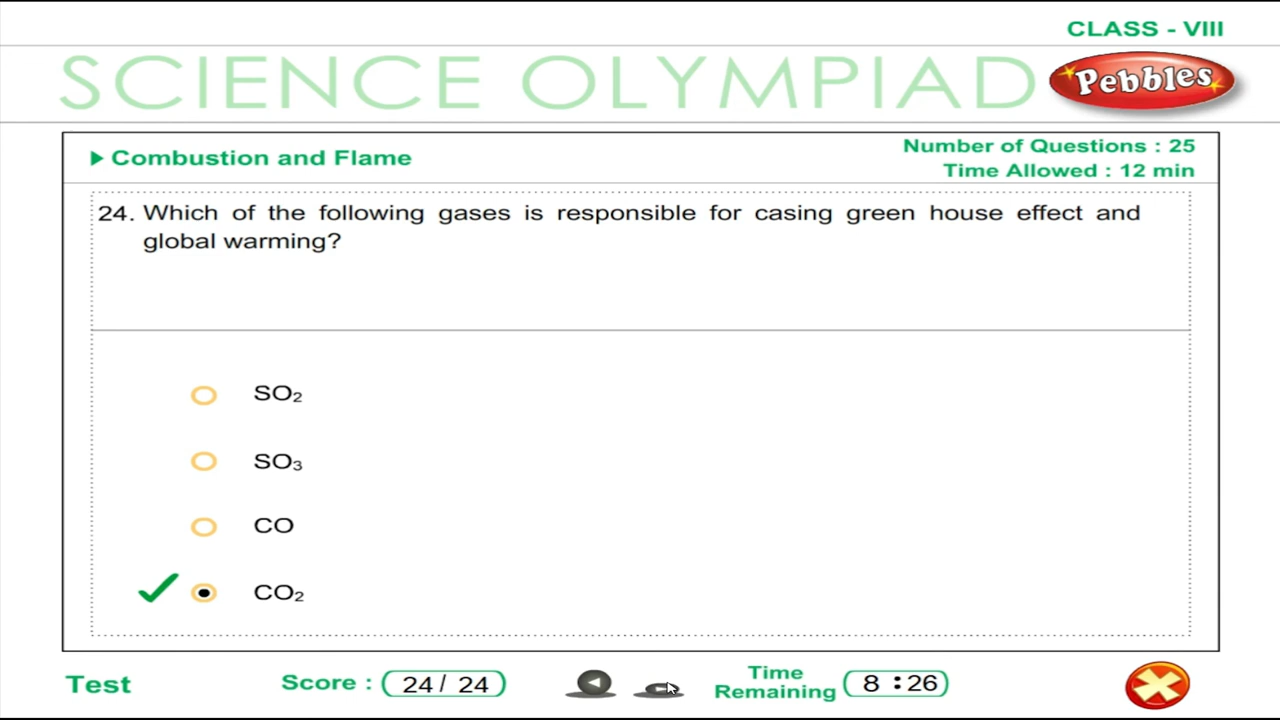 CLASS - VIII
SCIENCE OLYMPIAD
Pebbles
Combustion and Flame
Number of Questions : 25
Time Allowed : 12 min
24. Which of the following gases is responsible for casing green house effect and
global warming?
SO₂
SO₃
CO
CO₂
Test
Score : 24 / 24
Time
Remaining
8 : 26